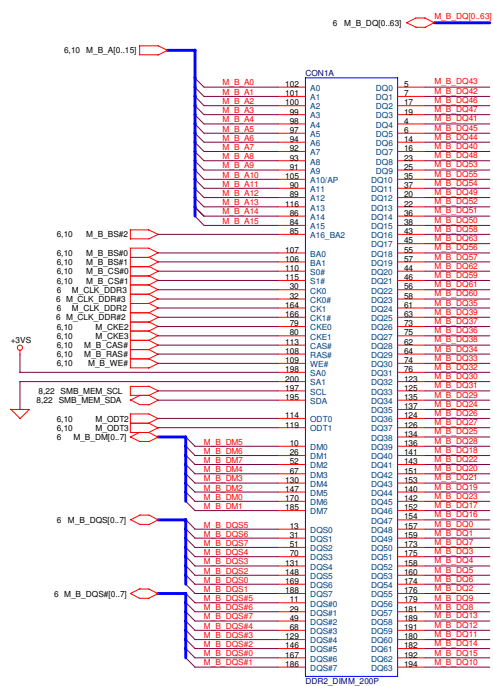 6 M_B_DQ[0..63]
M_B_DQ[0..63]
6,10 M_B_A[0..15]
CON1A
M_B_A0 102 A0
M_B_A1 101 A1
M_B_A2 100 A2
M_B_A3 99 A3
M_B_A4 98 A4
M_B_A5 97 A5
M_B_A6 94 A6
M_B_A7 92 A7
M_B_A8 93 A8
M_B_A9 91 A9
M_B_A10 105 A10/AP
M_B_A11 90 A11
M_B_A12 89 A12
M_B_A13 116 A13
M_B_A14 86 A14
M_B_A15 84 A15
6,10 M_B_BS#2 85 A16_BA2
6,10 M_B_BS#0 107 BA0
6,10 M_B_BS#1 106 BA1
6,10 M_B_CS#0 110 S0#
6,10 M_B_CS#1 115 S1#
6 M_CLK_DDR3 30 CK0
6 M_CLK_DDR#3 32 CK0#
6 M_CLK_DDR2 164 CK1
6 M_CLK_DDR#2 166 CK1#
6,10 M_CKE2 79 CKE0
6,10 M_CKE3 80 CKE1
6,10 M_B_CAS# 113 CAS#
6,10 M_B_RAS# 108 RAS#
6,10 M_B_WE# 109 WE#
+3VS
198 SA0
200 SA1
8,22 SMB_MEM_SCL 197 SCL
8,22 SMB_MEM_SDA 195 SDA
6,10 M_ODT2 114 ODT0
6,10 M_ODT3 119 ODT1
6 M_B_DM[0..7]
M_B_DM5 10 DM0
M_B_DM6 26 DM1
M_B_DM7 52 DM2
M_B_DM4 67 DM3
M_B_DM3 130 DM4
M_B_DM2 147 DM5
M_B_DM0 170 DM6
M_B_DM1 185 DM7
6 M_B_DQS[0..7]
M_B_DQS5 13 DQS0
M_B_DQS6 31 DQS1
M_B_DQS7 51 DQS2
M_B_DQS4 70 DQS3
M_B_DQS3 131 DQS4
M_B_DQS2 148 DQS5
M_B_DQS0 169 DQS6
M_B_DQS1 188 DQS7
6 M_B_DQS#[0..7]
M_B_DQS#5 11 DQS#0
M_B_DQS#6 29 DQS#1
M_B_DQS#7 49 DQS#2
M_B_DQS#4 68 DQS#3
M_B_DQS#3 129 DQS#4
M_B_DQS#2 146 DQS#5
M_B_DQS#0 167 DQS#6
M_B_DQS#1 186 DQS#7
DQ0 5 M_B_DQ43
DQ1 7 M_B_DQ42
DQ2 17 M_B_DQ46
DQ3 19 M_B_DQ47
DQ4 4 M_B_DQ41
DQ5 6 M_B_DQ45
DQ6 14 M_B_DQ44
DQ7 16 M_B_DQ40
DQ8 23 M_B_DQ48
DQ9 25 M_B_DQ53
DQ10 35 M_B_DQ55
DQ11 37 M_B_DQ54
DQ12 20 M_B_DQ49
DQ13 22 M_B_DQ52
DQ14 36 M_B_DQ51
DQ15 38 M_B_DQ50
DQ16 43 M_B_DQ58
DQ17 45 M_B_DQ63
DQ18 55
DQ19 57 M_B_DQ57
DQ20 44 M_B_DQ62
DQ21 46 M_B_DQ59
DQ22 56 M_B_DQ61
DQ23 58 M_B_DQ60
DQ24 61 M_B_DQ35
DQ25 63 M_B_DQ39
DQ26 73 M_B_DQ37
DQ27 75 M_B_DQ36
DQ28 62 M_B_DQ38
DQ29 64 M_B_DQ34
DQ30 74 M_B_DQ33
DQ31 76 M_B_DQ32
DQ32 123 M_B_DQ30
DQ33 125 M_B_DQ31
DQ34 135 M_B_DQ29
DQ35 137 M_B_DQ24
DQ36 124 M_B_DQ26
DQ37 126 M_B_DQ27
DQ38 134 M_B_DQ25
DQ39 136 M_B_DQ28
DQ40 141 M_B_DQ18
DQ41 143 M_B_DQ22
DQ42 151 M_B_DQ20
DQ43 153 M_B_DQ21
DQ44 140 M_B_DQ19
DQ45 142 M_B_DQ23
DQ46 152 M_B_DQ17
DQ47 154 M_B_DQ16
DQ48 157 M_B_DQ0
DQ49 159 M_B_DQ1
DQ50 173 M_B_DQ7
DQ51 175 M_B_DQ3
DQ52 158 M_B_DQ4
DQ53 160 M_B_DQ5
DQ54 174 M_B_DQ6
DQ55 176 M_B_DQ2
DQ56 179 M_B_DQ9
DQ57 181 M_B_DQ8
DQ58 189 M_B_DQ13
DQ59 191 M_B_DQ12
DQ60 180 M_B_DQ11
DQ61 182 M_B_DQ14
DQ62 192 M_B_DQ15
DQ63 194 M_B_DQ10
DDR2_DIMM_200P